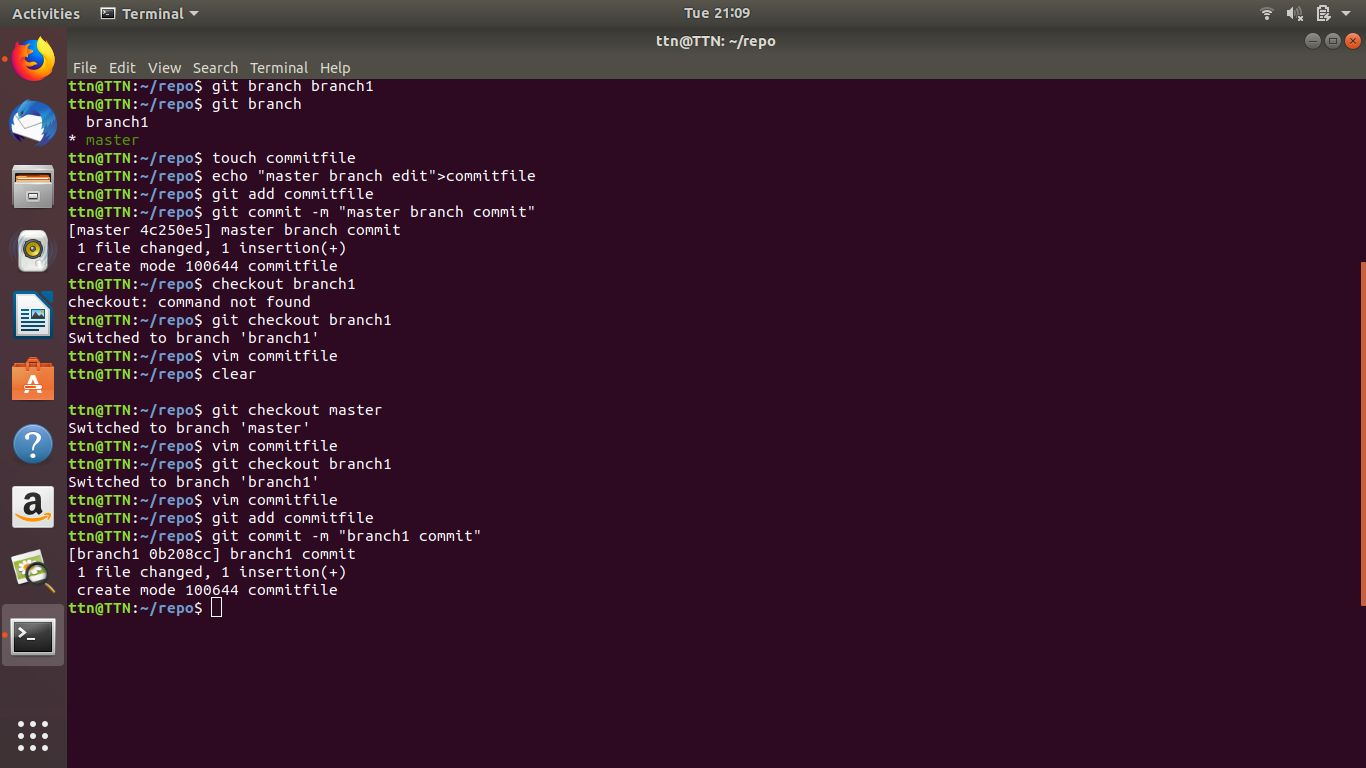 Activities Terminal Tue 21:09
ttn@TTN: ~/repo
File Edit View Search Terminal Help
ttn@TTN:~/repo$ git branch branch1
ttn@TTN:~/repo$ git branch
  branch1
* master
ttn@TTN:~/repo$ touch commitfile
ttn@TTN:~/repo$ echo "master branch edit">commitfile
ttn@TTN:~/repo$ git add commitfile
ttn@TTN:~/repo$ git commit -m "master branch commit"
[master 4c250e5] master branch commit
 1 file changed, 1 insertion(+)
 create mode 100644 commitfile
ttn@TTN:~/repo$ checkout branch1
checkout: command not found
ttn@TTN:~/repo$ git checkout branch1
Switched to branch 'branch1'
ttn@TTN:~/repo$ vim commitfile
ttn@TTN:~/repo$ clear
ttn@TTN:~/repo$ git checkout master
Switched to branch 'master'
ttn@TTN:~/repo$ vim commitfile
ttn@TTN:~/repo$ git checkout branch1
Switched to branch 'branch1'
ttn@TTN:~/repo$ vim commitfile
ttn@TTN:~/repo$ git add commitfile
ttn@TTN:~/repo$ git commit -m "branch1 commit"
[branch1 0b208cc] branch1 commit
 1 file changed, 1 insertion(+)
 create mode 100644 commitfile
ttn@TTN:~/repo$